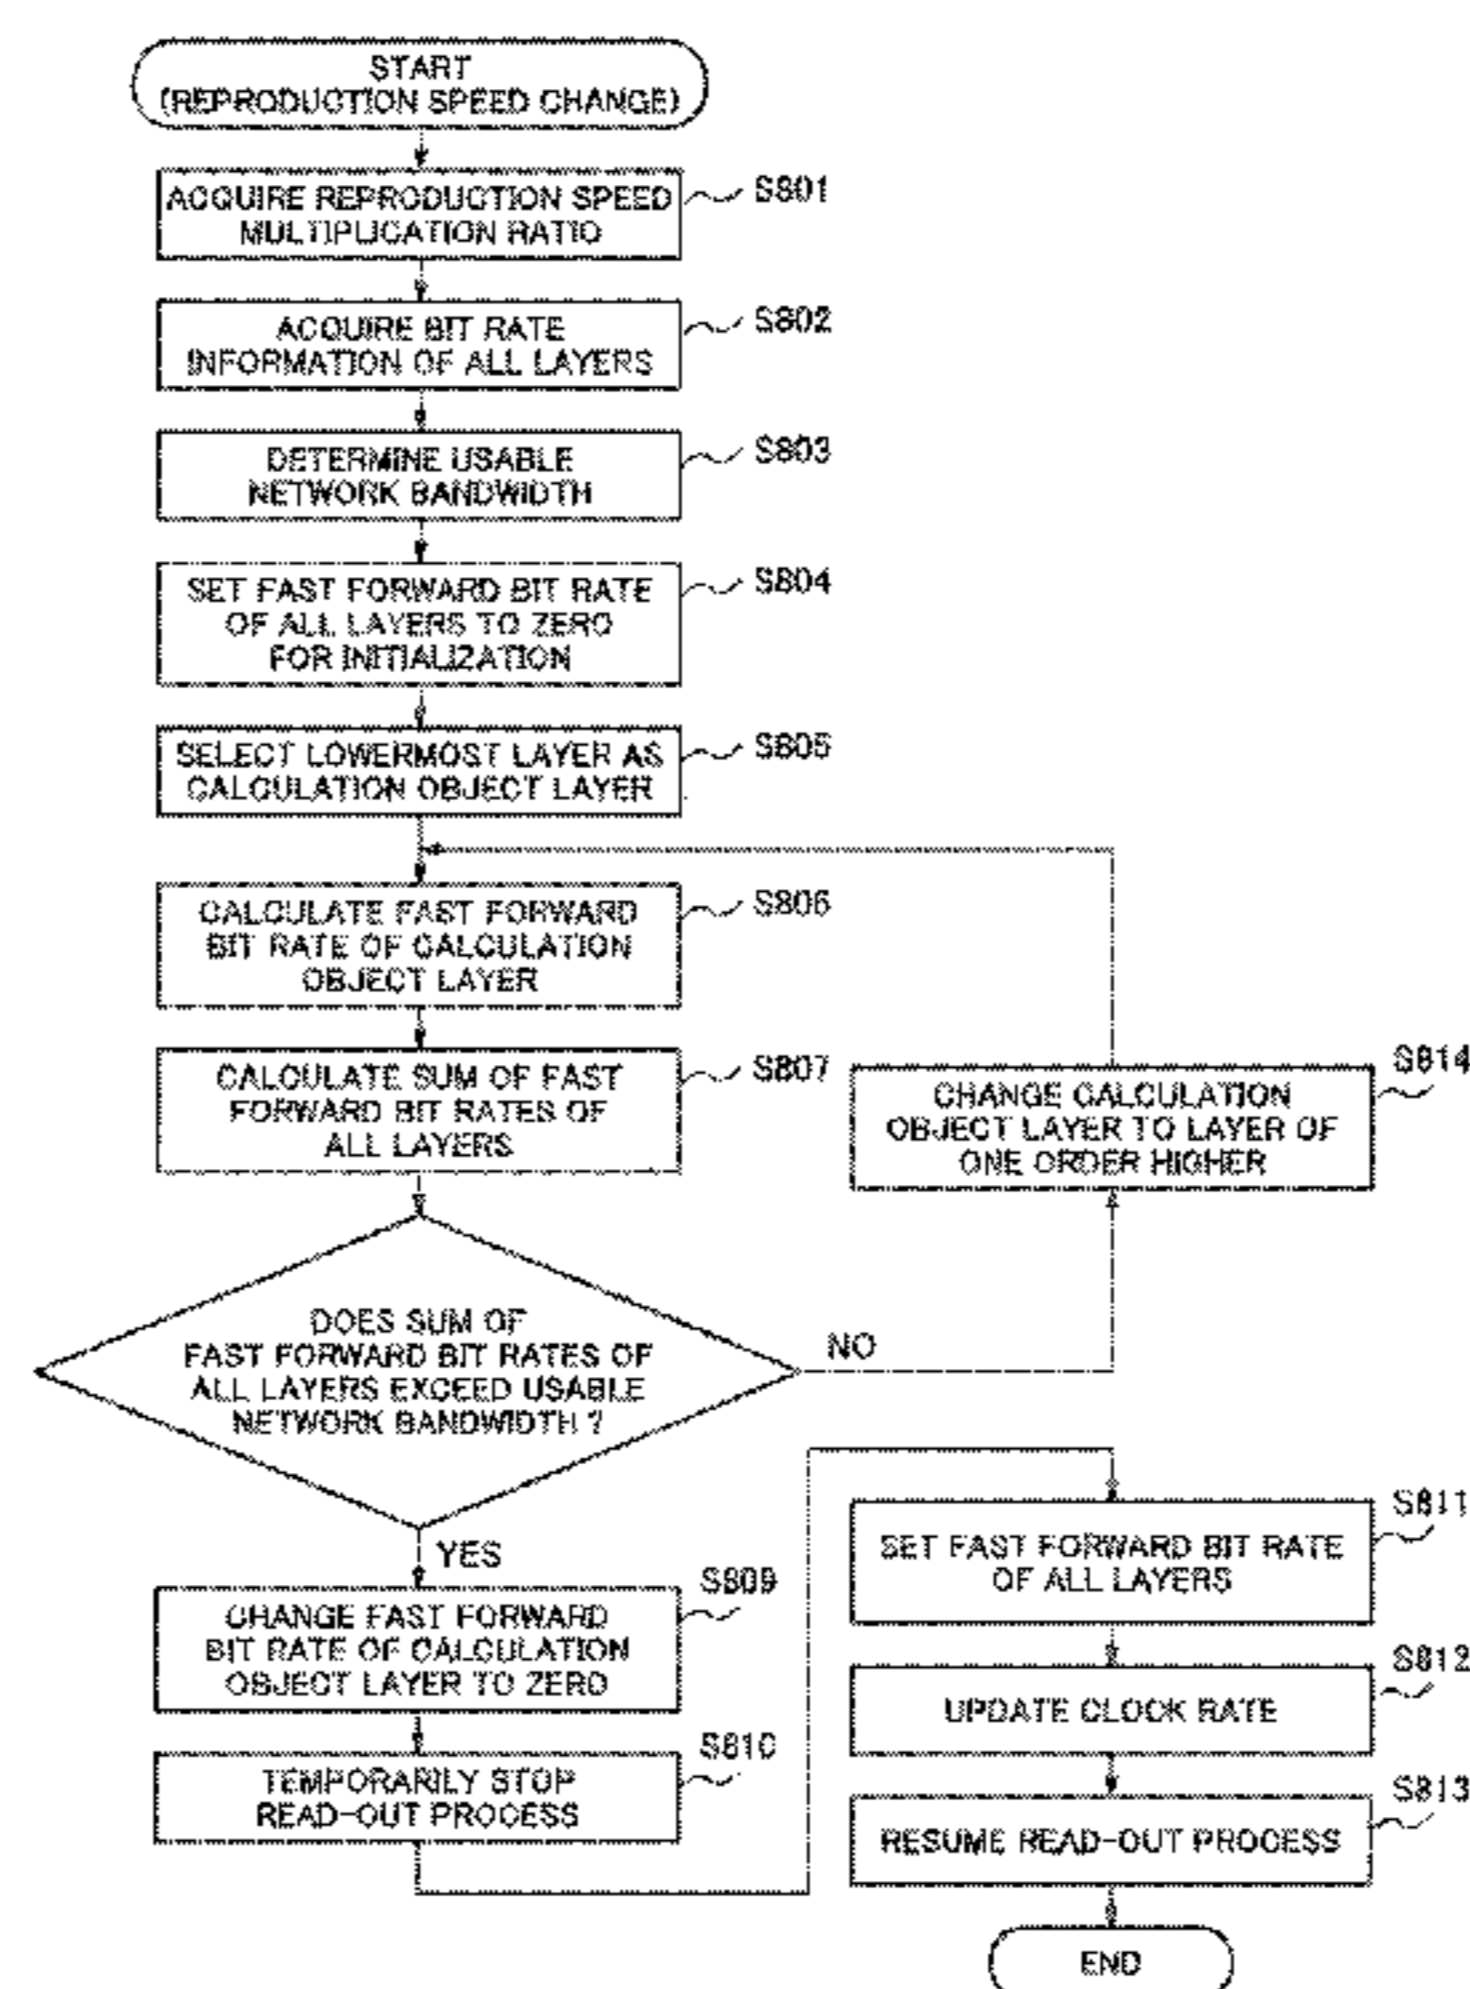 START
(REPRODUCTION SPEED CHANGE)
ACQUIRE REPRODUCTION SPEED
MULTIPLICATION RATIO
S801
ACQUIRE BIT RATE
INFORMATION OF ALL LAYERS
S802
DETERMINE USABLE
NETWORK BANDWIDTH
S803
SET FAST FORWARD BIT RATE
OF ALL LAYERS TO ZERO
FOR INITIALIZATION
S804
SELECT LOWERMOST LAYER AS
CALCULATION OBJECT LAYER
S805
CALCULATE FAST FORWARD
BIT RATE OF CALCULATION
OBJECT LAYER
S806
CALCULATE SUM OF FAST
FORWARD BIT RATES OF
ALL LAYERS
S807
CHANGE CALCULATION
OBJECT LAYER TO LAYER OF
ONE ORDER HIGHER
S814
DOES SUM OF
FAST FORWARD BIT RATES OF
ALL LAYERS EXCEED USABLE
NETWORK BANDWIDTH ?
NO
YES
CHANGE FAST FORWARD
BIT RATE OF CALCULATION
OBJECT LAYER TO ZERO
S809
TEMPORARILY STOP
READ-OUT PROCESS
S810
SET FAST FORWARD BIT RATE
OF ALL LAYERS
S811
UPDATE CLOCK RATE
S812
RESUME READ-OUT PROCESS
S813
END